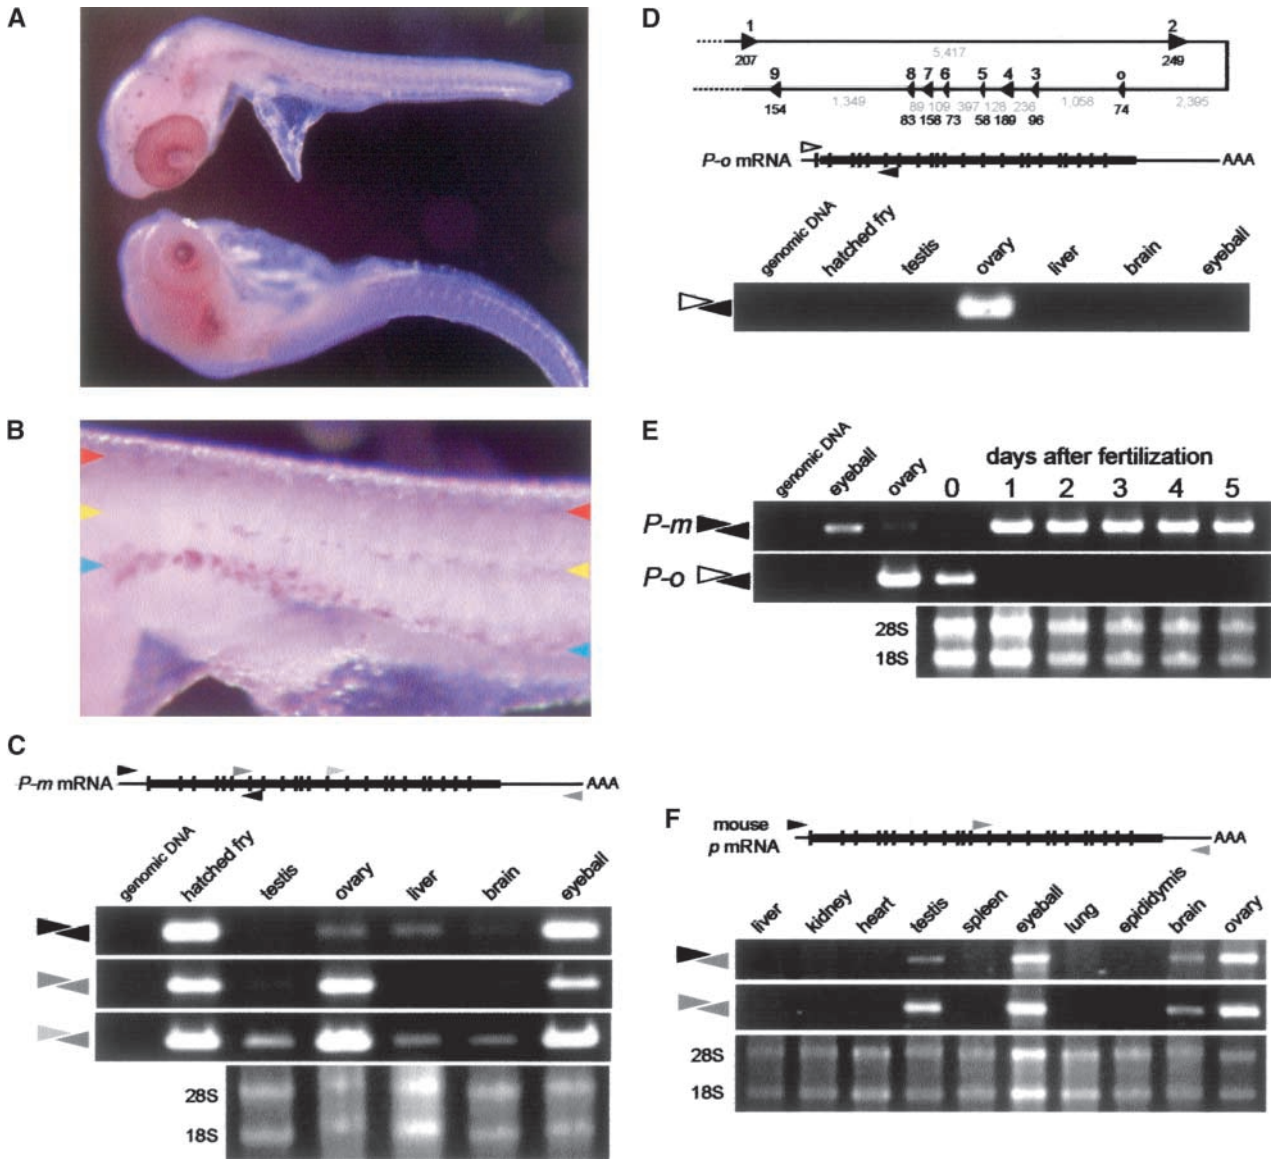 A
B
C
P-m mRNA
AAA
genomic DNA
hatched fry
testis
ovary
liver
brain
eyeball
28S
18S
D
1
2
207
5,417
249
9
8
7
6
5
4
3
o
154
1,349
83
89
158
109
73
397
58
128
189
236
96
1,058
74
2,395
P-o mRNA
AAA
genomic DNA
hatched fry
testis
ovary
liver
brain
eyeball
E
genomic DNA
eyeball
ovary
days after fertilization
0 1 2 3 4 5
P-m
P-o
28S
18S
F
mouse
p mRNA
AAA
liver
kidney
heart
testis
spleen
eyeball
lung
epididymis
brain
ovary
28S
18S